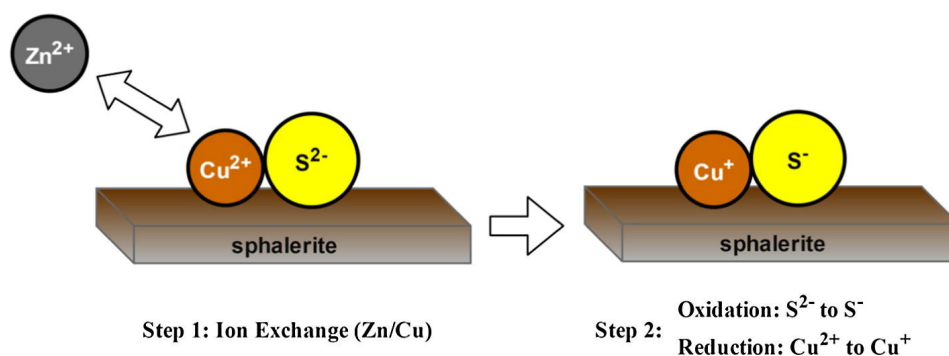 Zn²⁺
Cu²⁺
S²⁻
sphalerite
Cu⁺
S⁻
sphalerite
Step 1: Ion Exchange (Zn/Cu)
Step 2:
Oxidation: S²⁻ to S⁻
Reduction: Cu²⁺ to Cu⁺